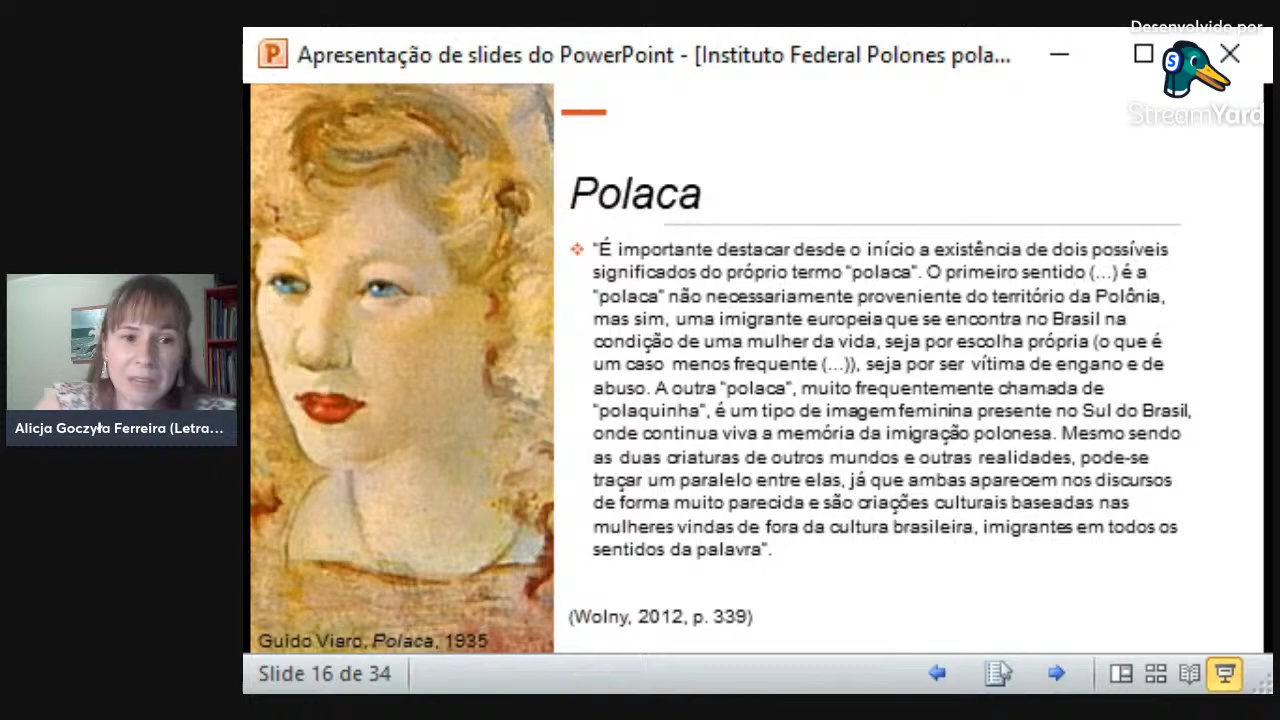 Desenvolvido por
StreamYard
Apresentação de slides do PowerPoint - [Instituto Federal Polones pola...
Polaca
"É importante destacar desde o início a existência de dois possíveis
significados do próprio termo "polaca". O primeiro sentido (...) é a
"polaca" não necessariamente proveniente do território da Polônia,
mas sim, uma imigrante europeia que se encontra no Brasil na
condição de uma mulher da vida, seja por escolha própria (o que é
um caso menos frequente (...)), seja por ser vítima de engano e de
abuso. A outra "polaca", muito frequentemente chamada de
"polaquinha", é um tipo de imagem feminina presente no Sul do Brasil,
onde continua viva a memória da imigração polonesa. Mesmo sendo
as duas criaturas de outros mundos e outras realidades, pode-se
traçar um paralelo entre elas, já que ambas aparecem nos discursos
de forma muito parecida e são criações culturais baseadas nas
mulheres vindas de fora da cultura brasileira, imigrantes em todos os
sentidos da palavra".
(Wolny, 2012, p. 339)
Guido Viaro, Polaca, 1935
Alicja Goczyła Ferreira (Letra...
Slide 16 de 34